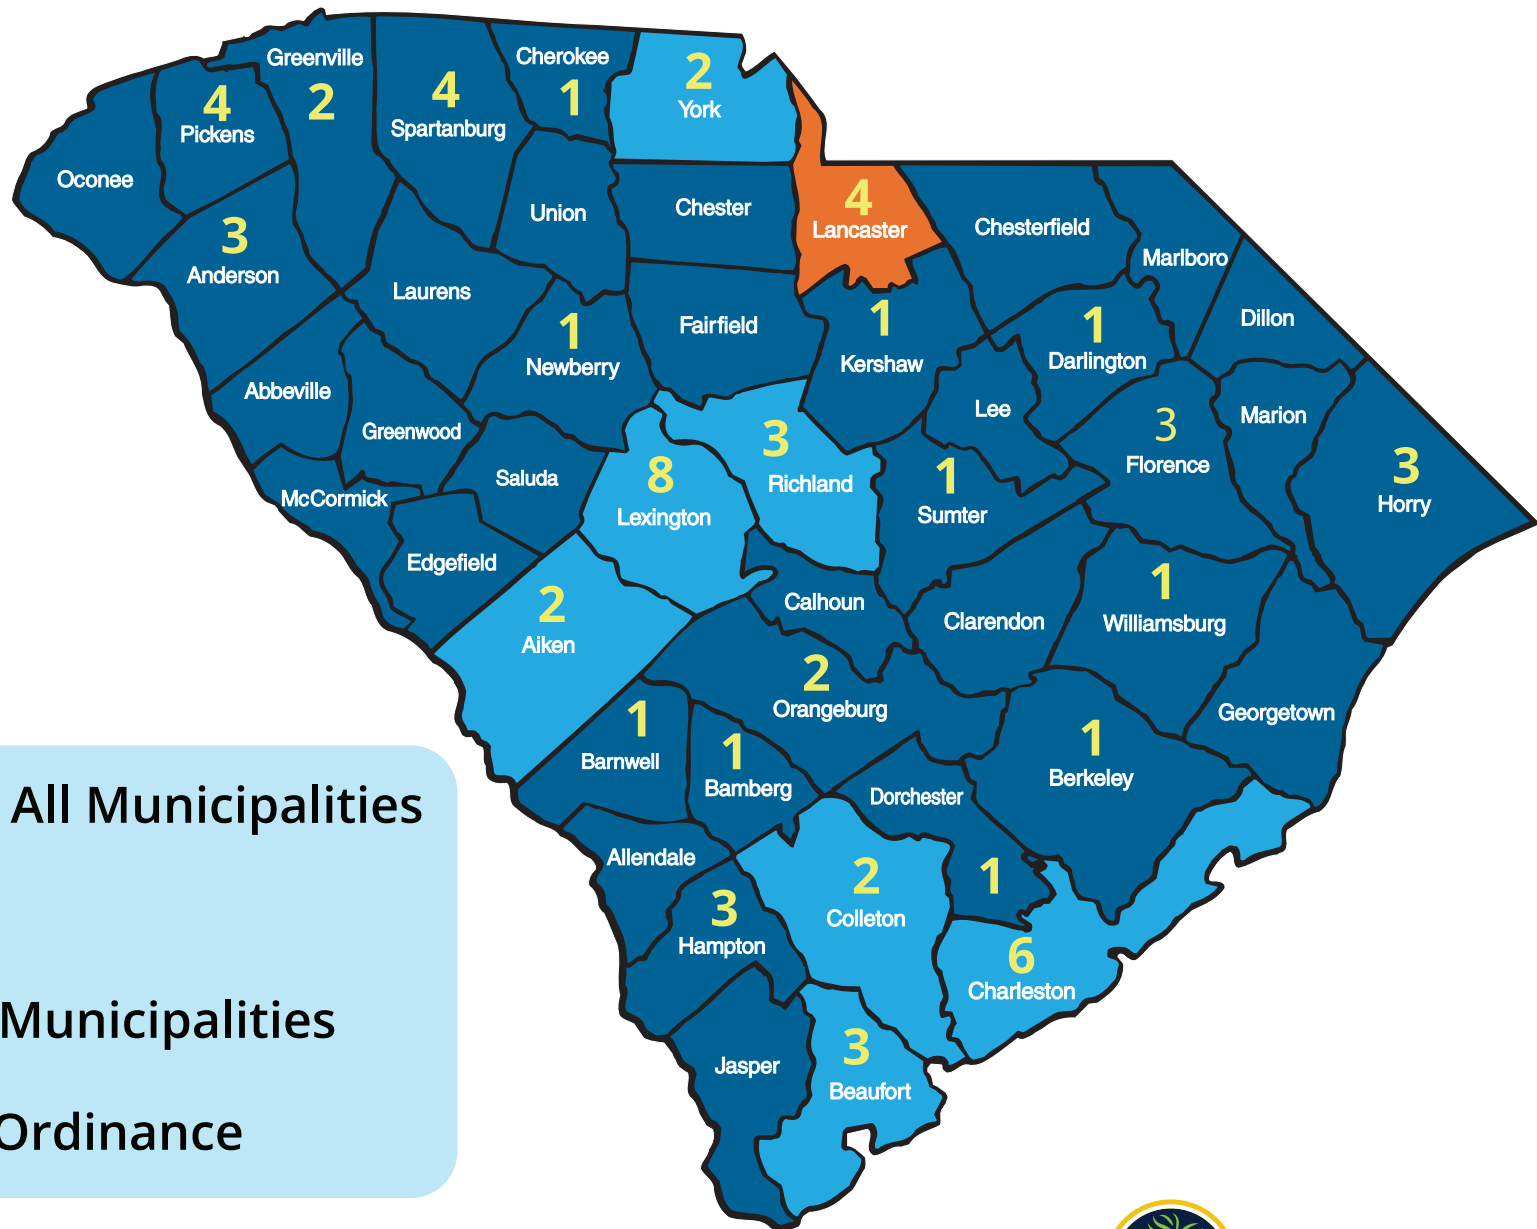 Greenville
2
Cherokee
1
2
York
4
Pickens
4
Spartanburg
Oconee
Union
Chester
4
Lancaster
Chesterfield
Marlboro
3
Anderson
Laurens
Dillon
1
Newberry
Fairfield
1
Kershaw
1
Darlington
Abbeville
Greenwood
Lee
3
Florence
Marion
3
Horry
McCormick
Saluda
8
Lexington
3
Richland
1
Sumter
Edgefield
2
Aiken
Calhoun
Clarendon
1
Williamsburg
2
Orangeburg
Georgetown
1
Barnwell
1
Bamberg
Dorchester
1
1
Berkeley
Allendale
3
Hampton
2
Colleton
6
Charleston
Jasper
3
Beaufort
All Municipalities
Municipalities
Ordinance